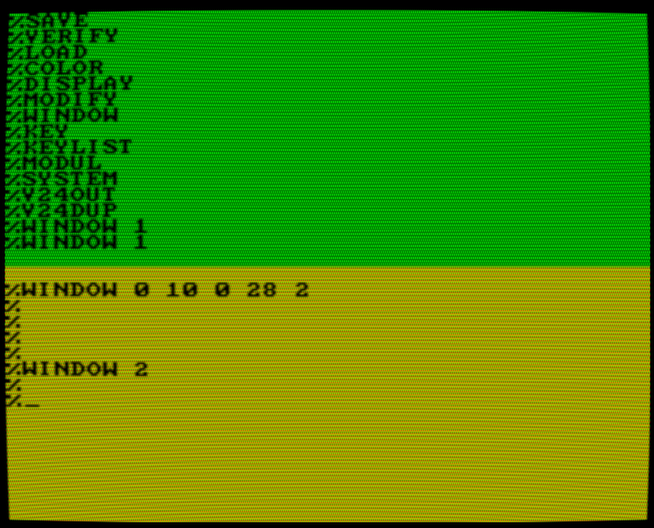 %SAVE
%VERIFY
%LOAD
%COLOR
%DISPLAY
%MODIFY
%WINDOW
%KEY
%KEYLIST
%MODUL
%SYSTEM
%V24OUT
%V24DUP
%WINDOW 1
%WINDOW 1
%WINDOW 0 10 0 28 2
%
%
%
%
%WINDOW 2
%
%_